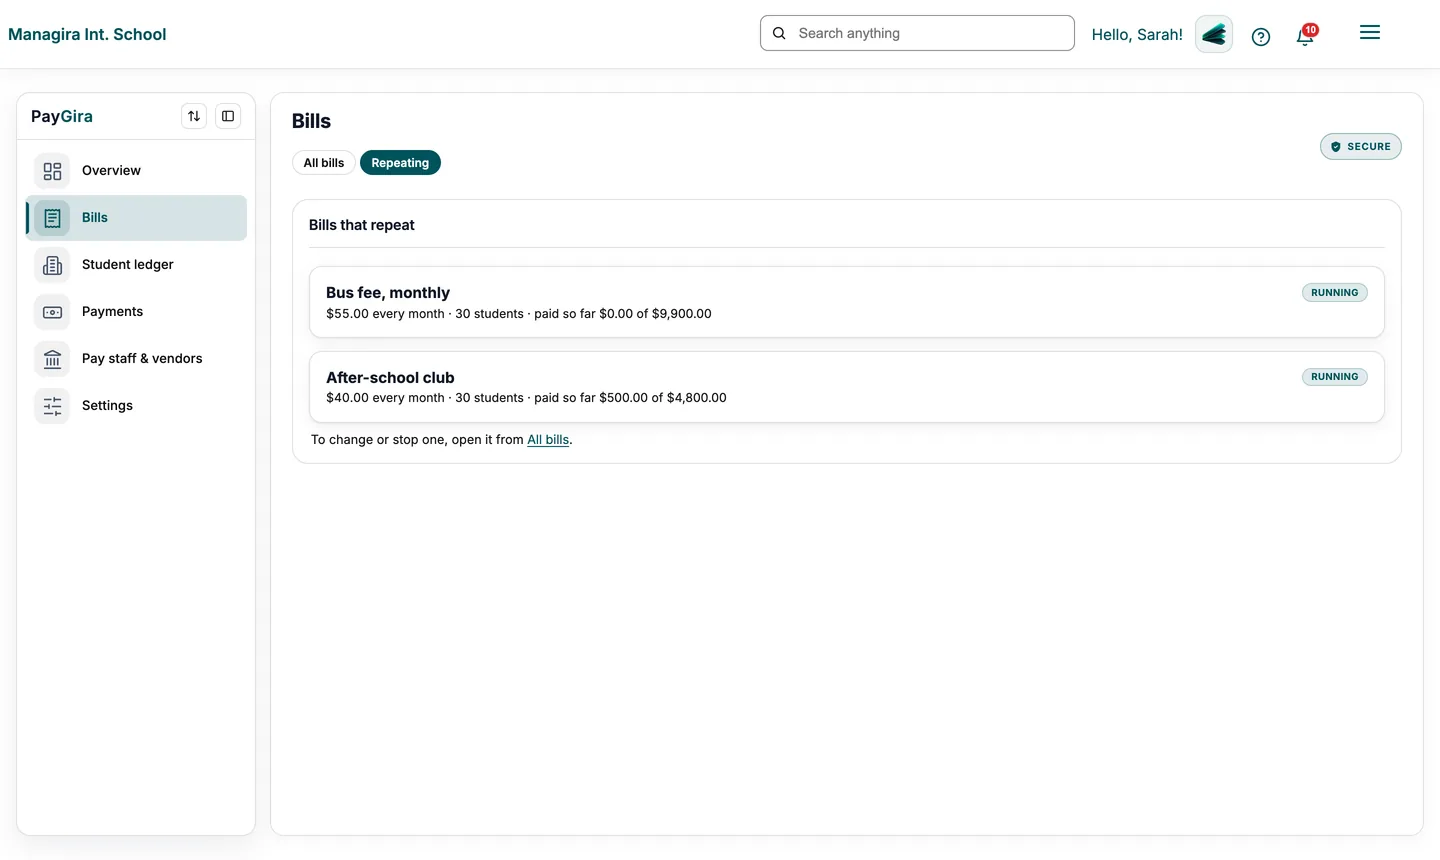 Managira Int. School
Search anything
Hello, Sarah!
10
PayGira
Overview
Bills
Student ledger
Payments
Pay staff & vendors
Settings
Bills
All bills
Repeating
SECURE
Bills that repeat
Bus fee, monthly
RUNNING
$55.00 every month · 30 students · paid so far $0.00 of $9,900.00
After-school club
RUNNING
$40.00 every month · 30 students · paid so far $500.00 of $4,800.00
To change or stop one, open it from All bills.